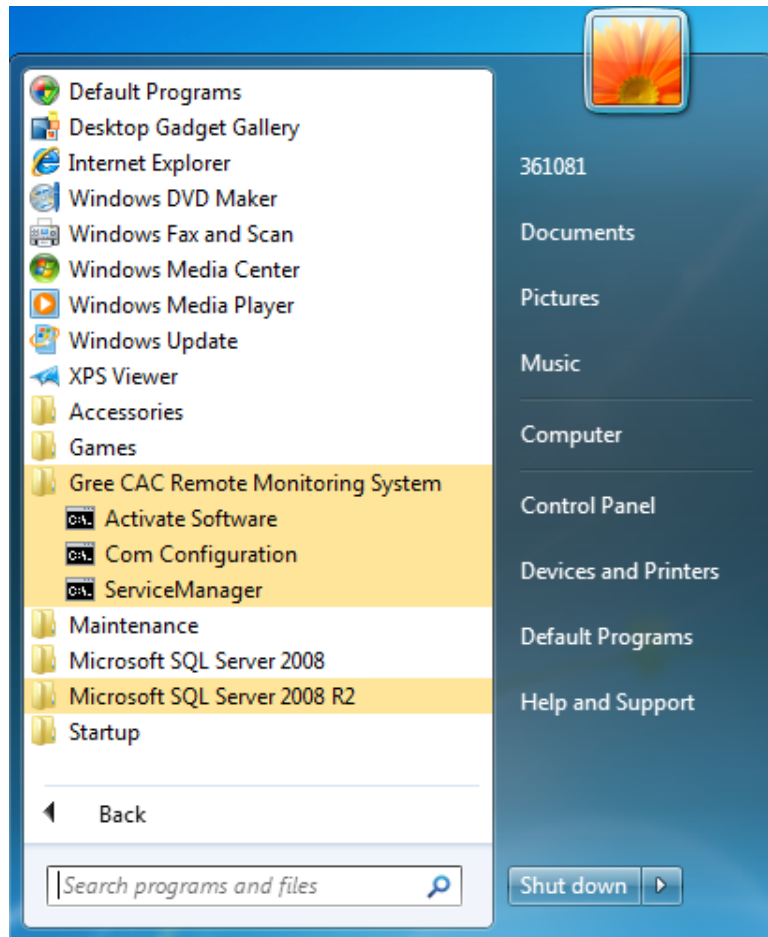 Default Programs
Desktop Gadget Gallery
Internet Explorer
Windows DVD Maker
Windows Fax and Scan
Windows Media Center
Windows Media Player
Windows Update
XPS Viewer
Accessories
Games
Gree CAC Remote Monitoring System
Activate Software
Com Configuration
ServiceManager
Maintenance
Microsoft SQL Server 2008
Microsoft SQL Server 2008 R2
Startup
Back
Search programs and files
361081
Documents
Pictures
Music
Computer
Control Panel
Devices and Printers
Default Programs
Help and Support
Shut down